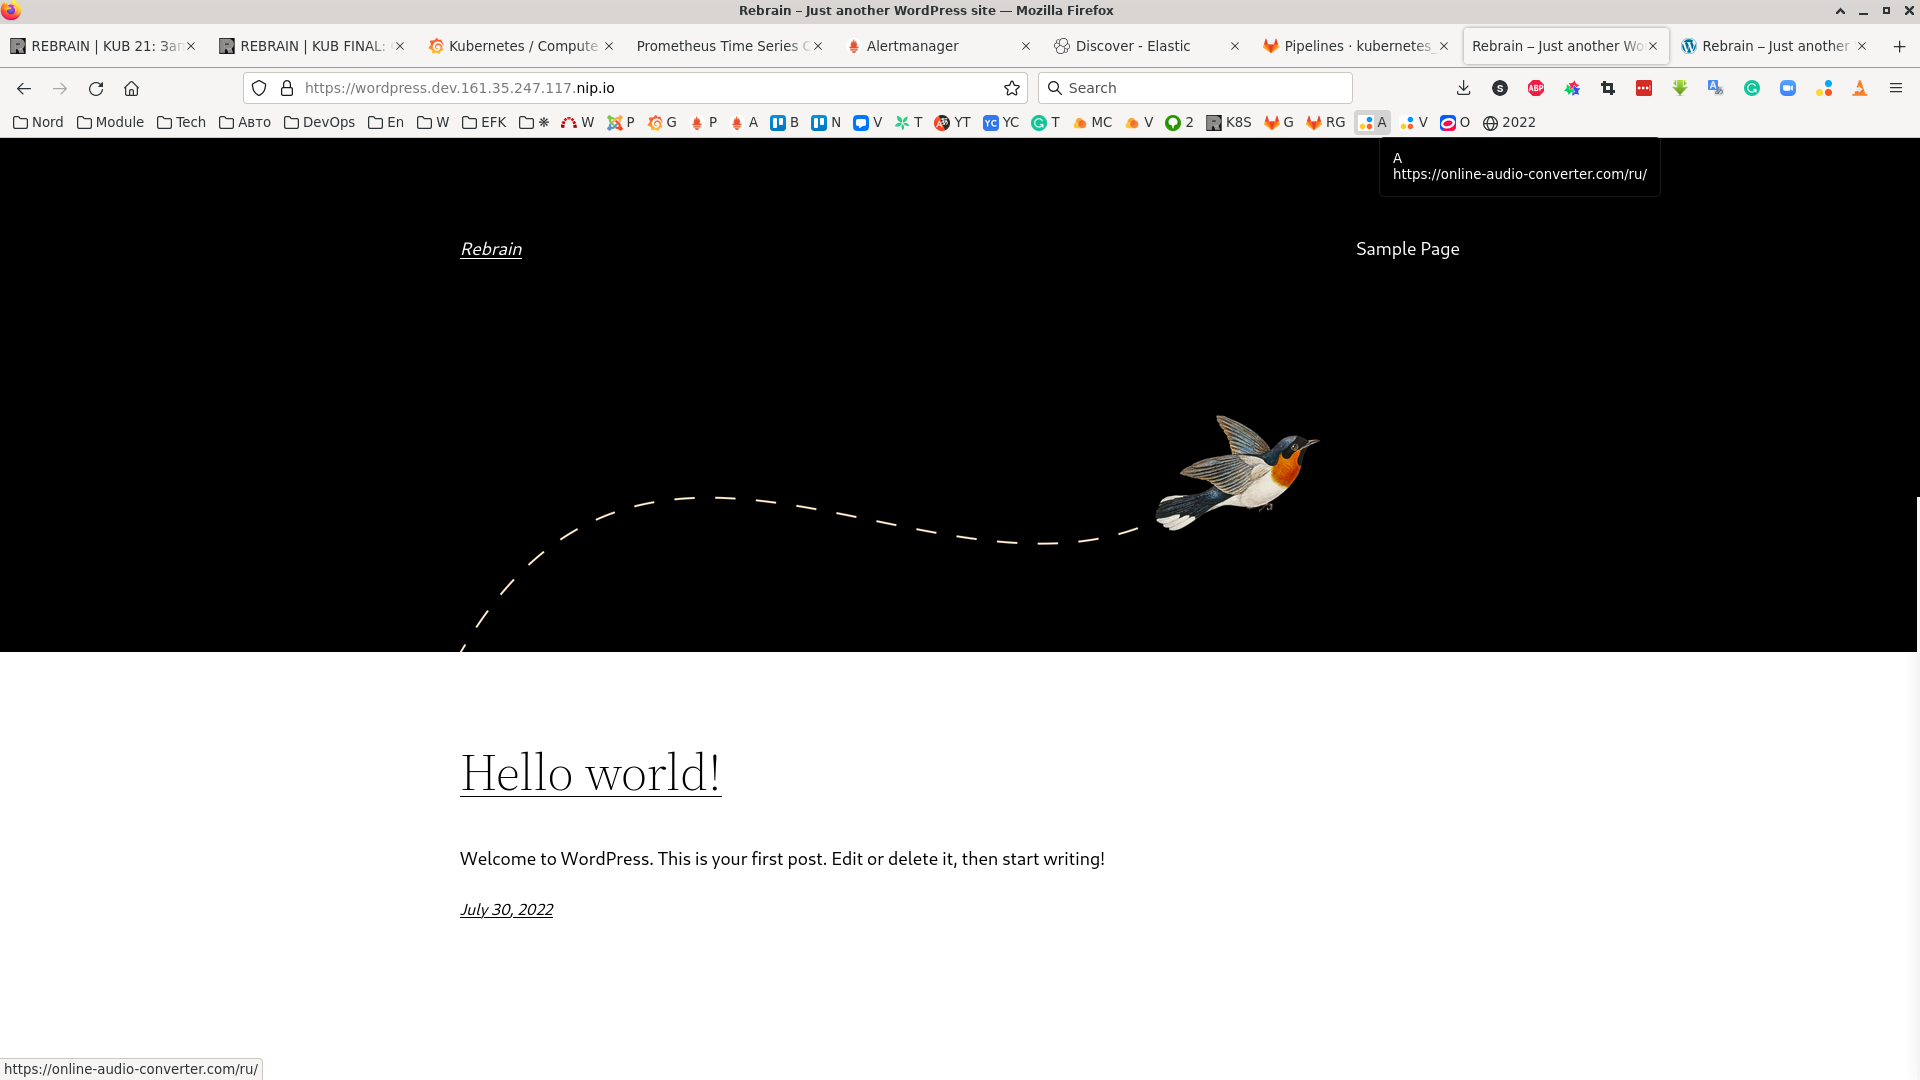 Rebrain – Just another WordPress site — Mozilla Firefox
REBRAIN | KUB 21: Зап REBRAIN | KUB FINAL: Kubernetes / Compute Prometheus Time Series C Alertmanager Discover - Elastic Pipelines · kubernetes_ Rebrain – Just another Wo Rebrain – Just another
https://wordpress.dev.161.35.247.117.nip.io Search
Nord Module Tech Авто DevOps En W EFK W P G P A B N V T YT YC T MC V 2 K8S G RG A V O 2022
A
https://online-audio-converter.com/ru/
Rebrain Sample Page
Hello world!
Welcome to WordPress. This is your first post. Edit or delete it, then start writing!
July 30, 2022
https://online-audio-converter.com/ru/